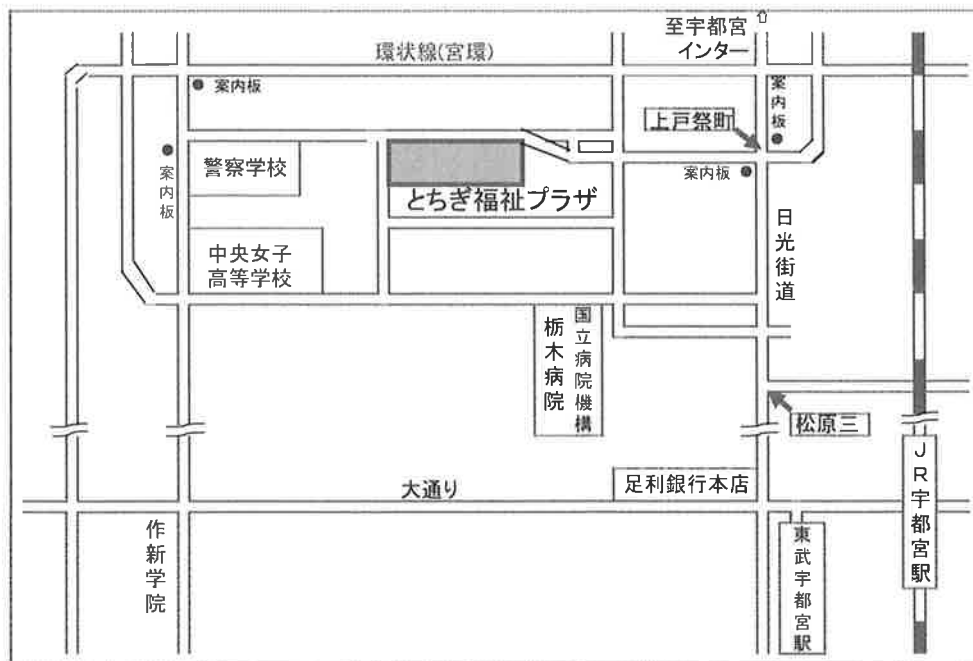 至宇都宮
インター
環状線(宮環)
案内板
案内板
上戸祭町
案内板
警察学校
案内板
とちぎ福祉プラザ
日光街道
中央女子
高等学校
国立病院機構
栃木病院
松原三
JR宇都宮駅
足利銀行本店
大通り
作新学院
東武宇都宮駅